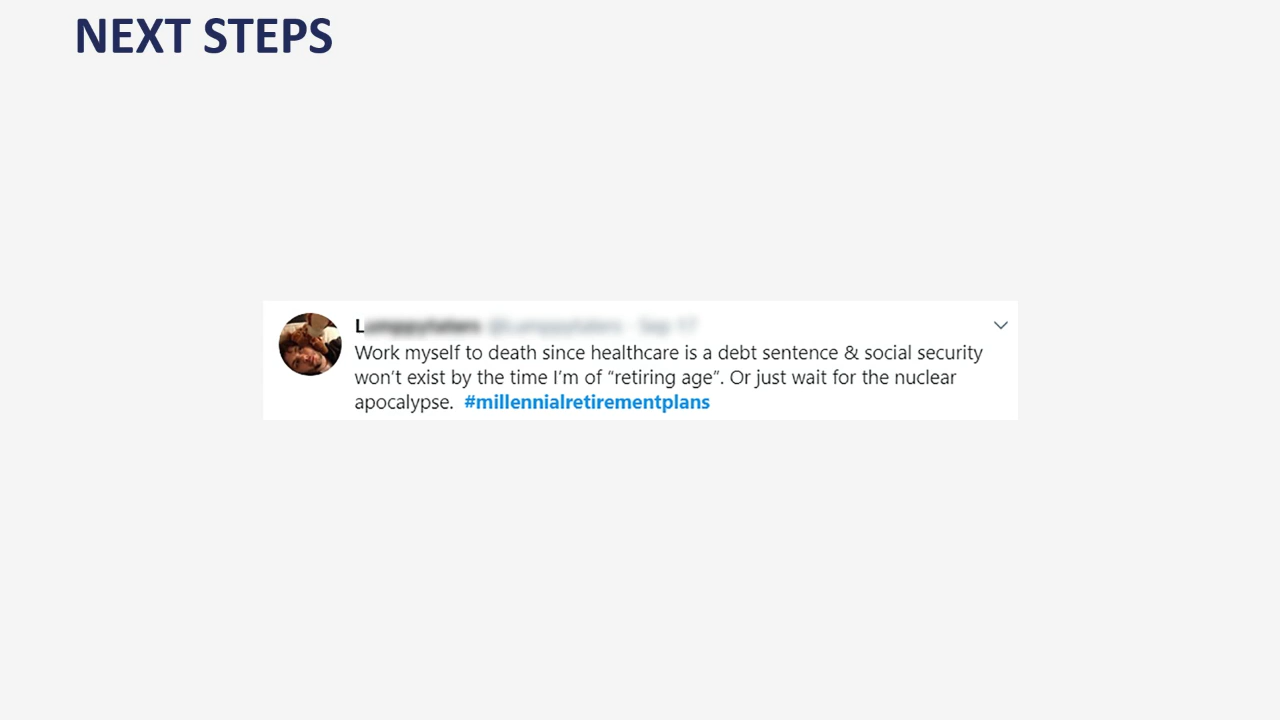 NEXT STEPS
Work myself to death since healthcare is a debt sentence & social security
won't exist by the time I'm of “retiring age”. Or just wait for the nuclear
apocalypse. #millennialretirementplans